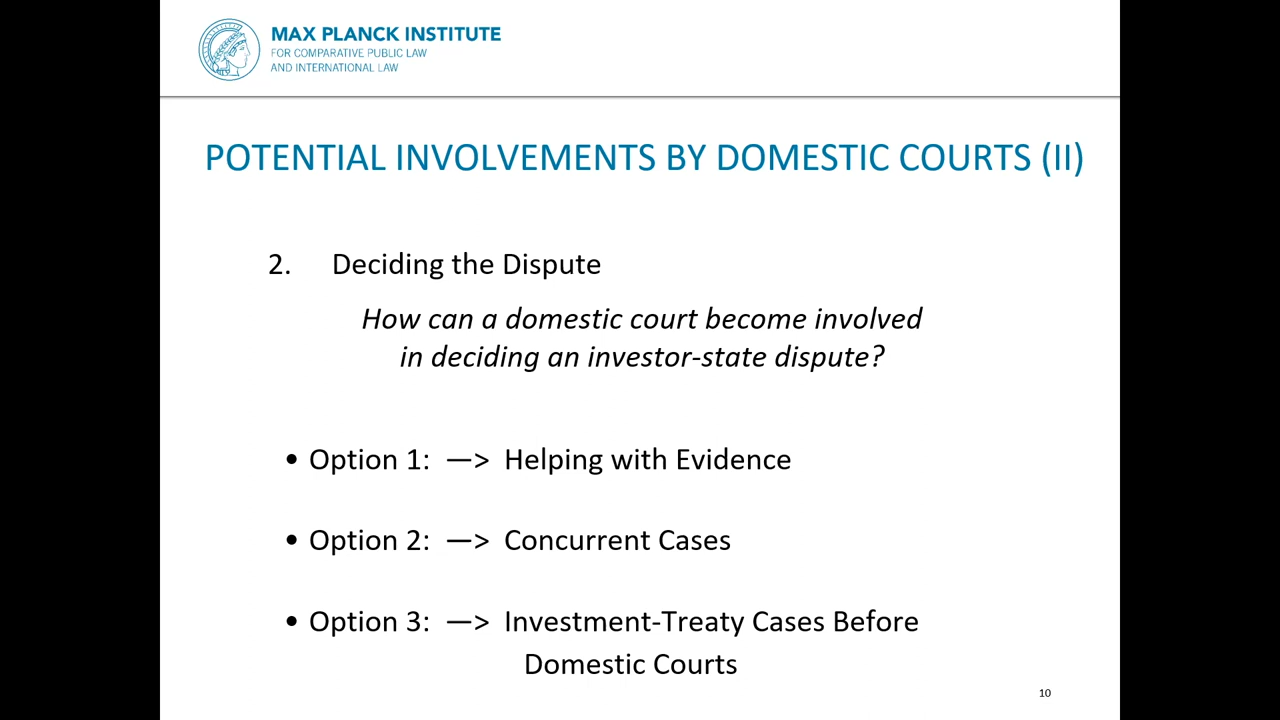 MAX PLANCK INSTITUTE
FOR COMPARATIVE PUBLIC LAW
AND INTERNATIONAL LAW
POTENTIAL INVOLVEMENTS BY DOMESTIC COURTS (II)
2. Deciding the Dispute
How can a domestic court become involved
in deciding an investor-state dispute?
• Option 1: —> Helping with Evidence
• Option 2: —> Concurrent Cases
• Option 3: —> Investment-Treaty Cases Before
Domestic Courts
10